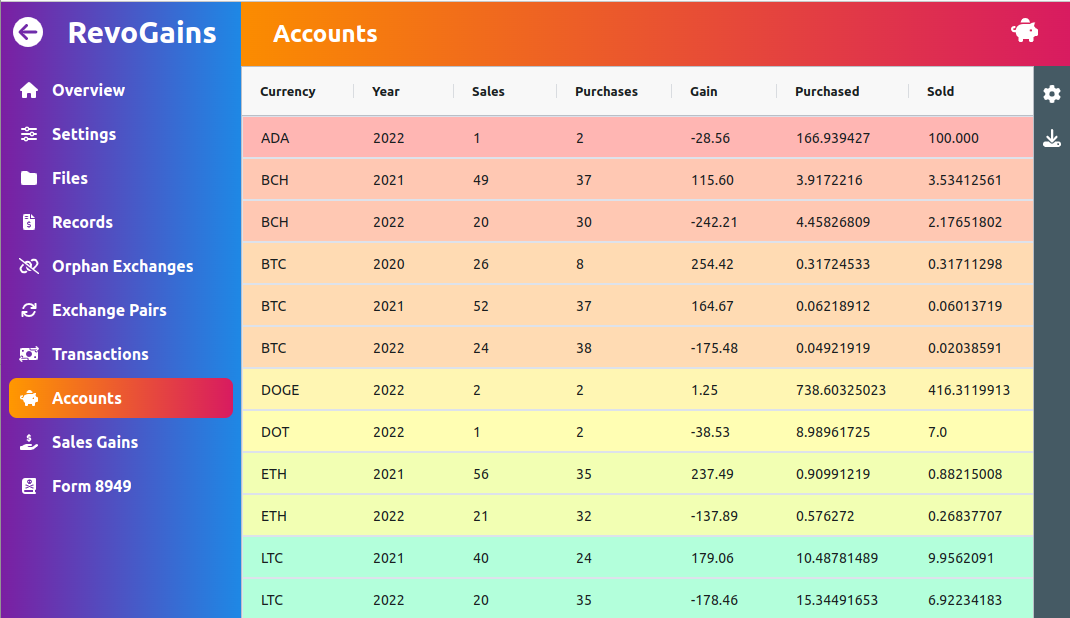 RevoGains
Overview
Settings
Files
Records
Orphan Exchanges
Exchange Pairs
Transactions
Accounts
Sales Gains
Form 8949
Accounts
Currency Year Sales Purchases Gain Purchased Sold
ADA 2022 1 2 -28.56 166.939427 100.000
BCH 2021 49 37 115.60 3.9172216 3.53412561
BCH 2022 20 30 -242.21 4.45826809 2.17651802
BTC 2020 26 8 254.42 0.31724533 0.31711298
BTC 2021 52 37 164.67 0.06218912 0.06013719
BTC 2022 24 38 -175.48 0.04921919 0.02038591
DOGE 2022 2 2 1.25 738.60325023 416.3119913
DOT 2022 1 2 -38.53 8.98961725 7.0
ETH 2021 56 35 237.49 0.90991219 0.88215008
ETH 2022 21 32 -137.89 0.576272 0.26837707
LTC 2021 40 24 179.06 10.48781489 9.9562091
LTC 2022 20 35 -178.46 15.34491653 6.92234183